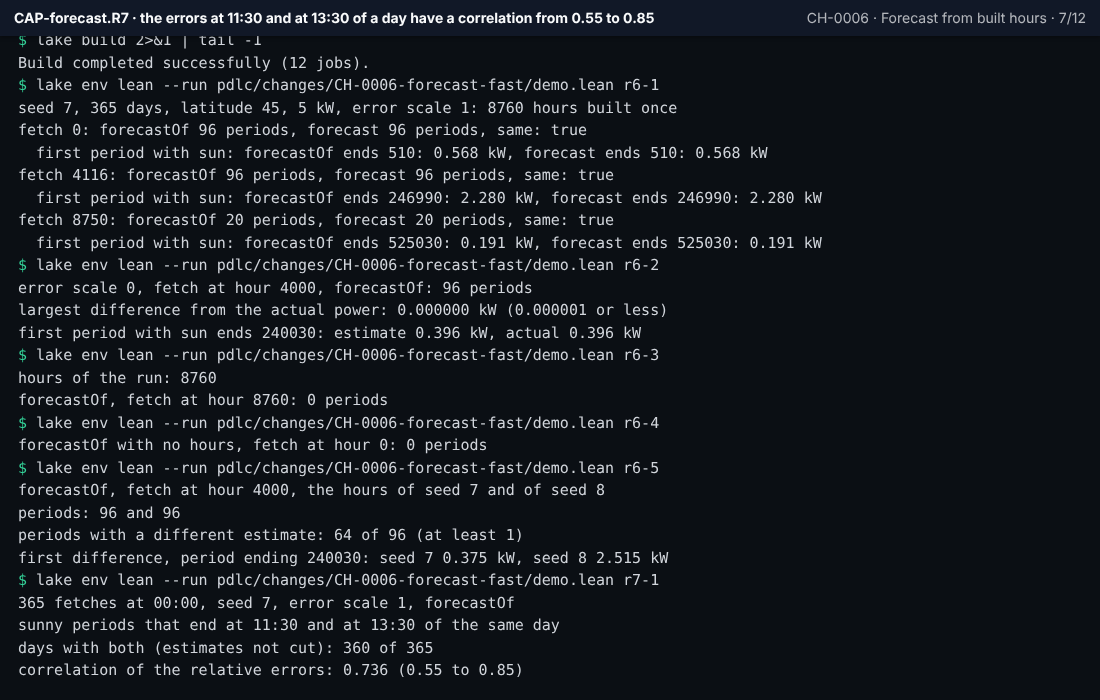 CAP-forecast.R7 · the errors at 11:30 and at 13:30 of a day have a correlation from 0.55 to 0.85
CH-0006 · Forecast from built hours · 7/12
$ lake build 2>&1 | tail -1
Build completed successfully (12 jobs).
$ lake env lean --run pdlc/changes/CH-0006-forecast-fast/demo.lean r6-1
seed 7, 365 days, latitude 45, 5 kW, error scale 1: 8760 hours built once
fetch 0: forecastOf 96 periods, forecast 96 periods, same: true
  first period with sun: forecastOf ends 510: 0.568 kW, forecast ends 510: 0.568 kW
fetch 4116: forecastOf 96 periods, forecast 96 periods, same: true
  first period with sun: forecastOf ends 246990: 2.280 kW, forecast ends 246990: 2.280 kW
fetch 8750: forecastOf 20 periods, forecast 20 periods, same: true
  first period with sun: forecastOf ends 525030: 0.191 kW, forecast ends 525030: 0.191 kW
$ lake env lean --run pdlc/changes/CH-0006-forecast-fast/demo.lean r6-2
error scale 0, fetch at hour 4000, forecastOf: 96 periods
largest difference from the actual power: 0.000000 kW (0.000001 or less)
first period with sun ends 240030: estimate 0.396 kW, actual 0.396 kW
$ lake env lean --run pdlc/changes/CH-0006-forecast-fast/demo.lean r6-3
hours of the run: 8760
forecastOf, fetch at hour 8760: 0 periods
$ lake env lean --run pdlc/changes/CH-0006-forecast-fast/demo.lean r6-4
forecastOf with no hours, fetch at hour 0: 0 periods
$ lake env lean --run pdlc/changes/CH-0006-forecast-fast/demo.lean r6-5
forecastOf, fetch at hour 4000, the hours of seed 7 and of seed 8
periods: 96 and 96
periods with a different estimate: 64 of 96 (at least 1)
first difference, period ending 240030: seed 7 0.375 kW, seed 8 2.515 kW
$ lake env lean --run pdlc/changes/CH-0006-forecast-fast/demo.lean r7-1
365 fetches at 00:00, seed 7, error scale 1, forecastOf
sunny periods that end at 11:30 and at 13:30 of the same day
days with both (estimates not cut): 360 of 365
correlation of the relative errors: 0.736 (0.55 to 0.85)